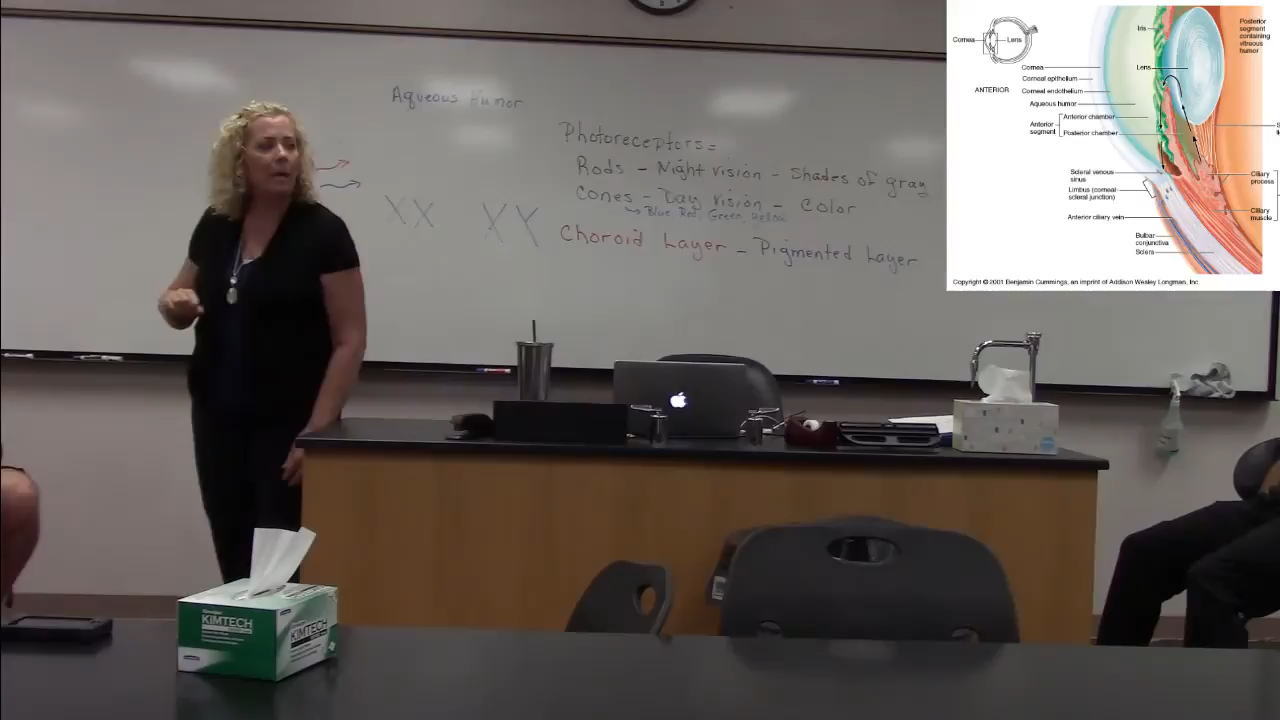 Aqueous Humor
Photoreceptors =
Rods - Night vision - Shades of gray
Cones - Day vision - Color
Blue, Red, Green, Yellow
XX XY
Choroid Layer - Pigmented Layer
Cornea
Lens
ANTERIOR
Iris
Lens
Cornea
Corneal epithelium
Corneal endothelium
Aqueous humor
Anterior segment
Anterior chamber
Posterior chamber
Scleral venous sinus
Limbus (corneal scleral junction)
Anterior ciliary vein
Bulbar conjunctiva
Sclera
Posterior
segment
containing
vitreous
humor
Ciliary
process
Ciliary
muscle
Copyright © 2001 Benjamin Cummings, an imprint of Addison Wesley Longman, Inc.
KIMTECH
KIMTECH